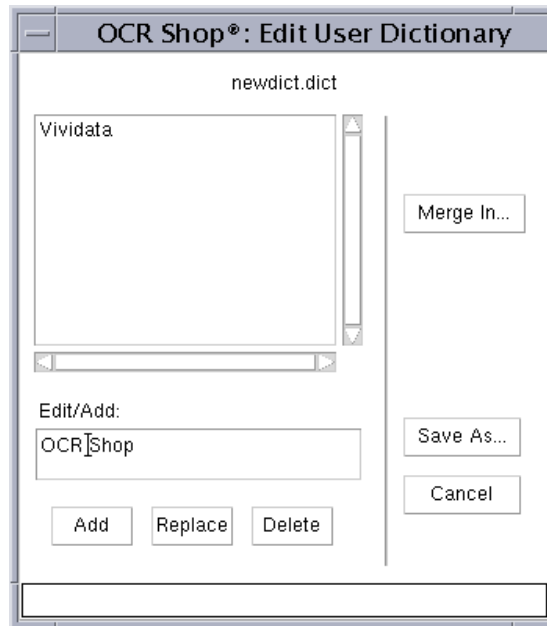 OCR Shop®: Edit User Dictionary
newdict.dict
Vividata
Merge In...
Edit/Add:
OCR Shop
Save As...
Cancel
Add
Replace
Delete